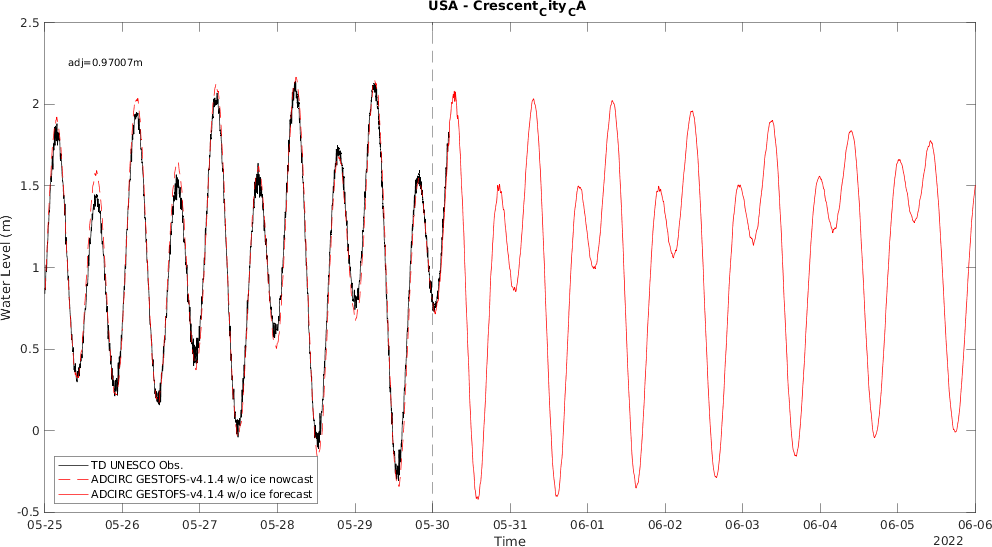 USA - Crescent_City_CA
2.5
adj=0.97007m
2
1.5
1
0.5
0
-0.5
Water Level (m)
TD UNESCO Obs.
ADCIRC GESTOFS-v4.1.4 w/o ice nowcast
ADCIRC GESTOFS-v4.1.4 w/o ice forecast
05-25 05-26 05-27 05-28 05-29 05-30 05-31 06-01 06-02 06-03 06-04 06-05 06-06
Time
2022